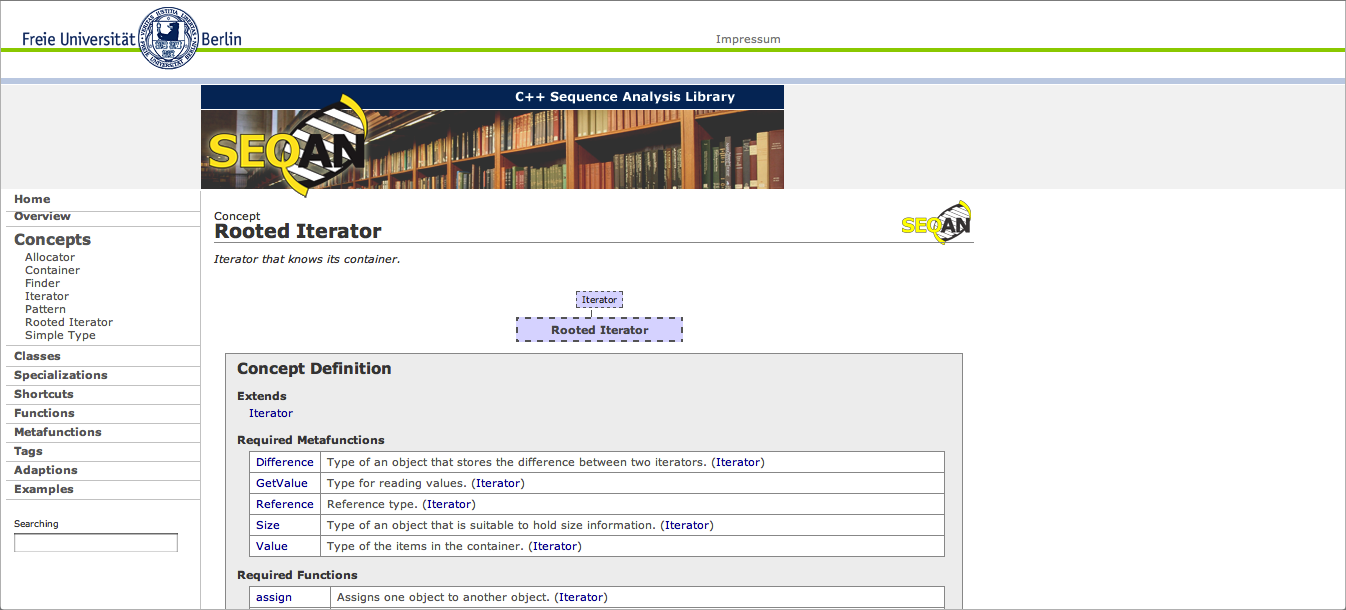 Freie Universität Berlin
Impressum
C++ Sequence Analysis Library
SEQAN
Home
Overview
Concepts
Allocator
Container
Finder
Iterator
Pattern
Rooted Iterator
Simple Type
Classes
Specializations
Shortcuts
Functions
Metafunctions
Tags
Adaptions
Examples
Searching
Concept
Rooted Iterator
SEQAN
Iterator that knows its container.
Iterator
Rooted Iterator
Concept Definition
Extends
Iterator
Required Metafunctions
Difference Type of an object that stores the difference between two iterators. (Iterator)
GetValue Type for reading values. (Iterator)
Reference Reference type. (Iterator)
Size Type of an object that is suitable to hold size information. (Iterator)
Value Type of the items in the container. (Iterator)
Required Functions
assign Assigns one object to another object. (Iterator)